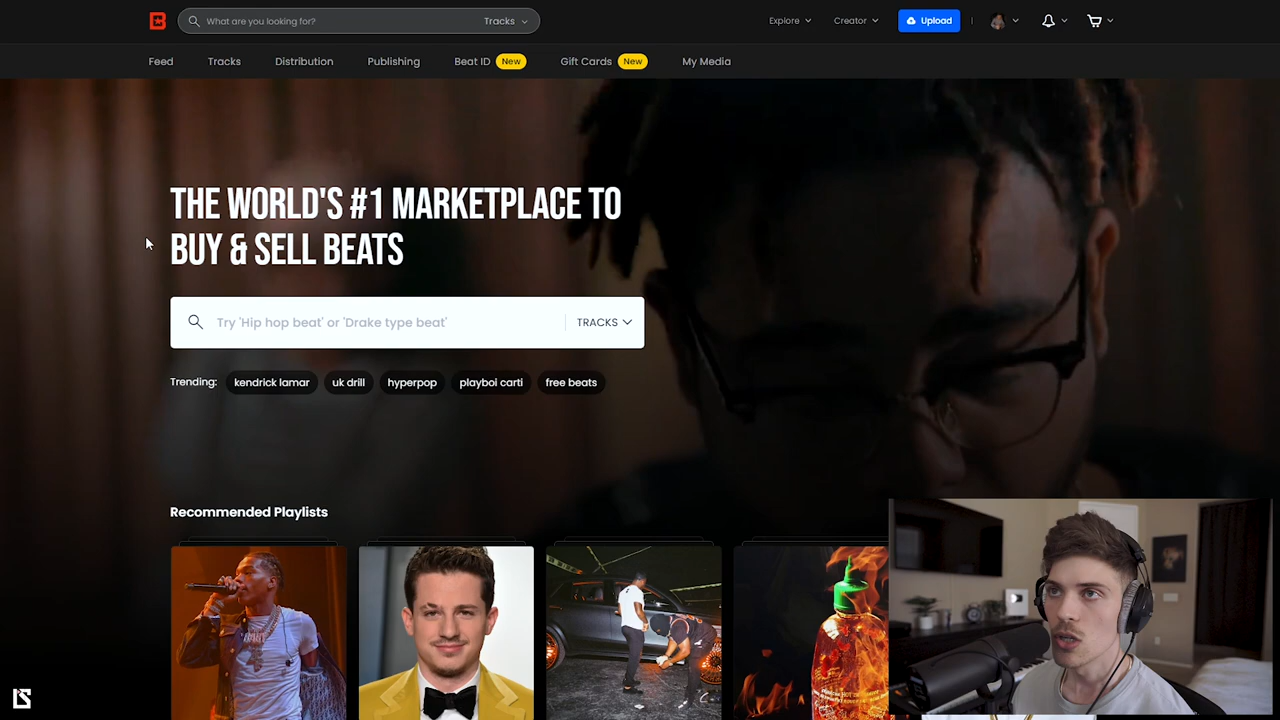 What are you looking for?
Tracks
Explore
Creator
Upload
Feed
Tracks
Distribution
Publishing
Beat ID
New
Gift Cards
New
My Media
THE WORLD'S #1 MARKETPLACE TO
BUY & SELL BEATS
Try 'Hip hop beat' or 'Drake type beat'
TRACKS
Trending:
kendrick lamar
uk drill
hyperpop
playboi carti
free beats
Recommended Playlists